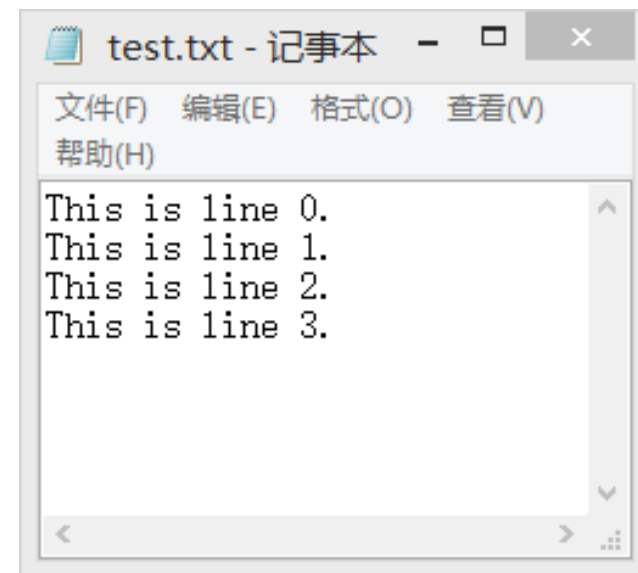 test.txt - 记事本
文件(F) 编辑(E) 格式(O) 查看(V)
帮助(H)
This is line 0.
This is line 1.
This is line 2.
This is line 3.